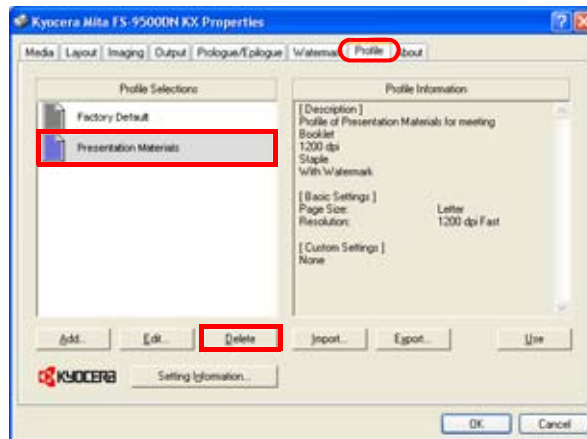 Kyocera Mita FS-9500DN KX Properties
Media Layout Imaging Output Prologue/Epilogue Watermark Profile About
Profile Selections
Factory Default
Presentation Materials
Profile Information
[ Description ]
Profile of Presentation Materials for meeting
Booklet
1200 dpi
Staple
With Watermark
[ Basic Settings ]
Page Size: Letter
Resolution: 1200 dpi Fast
[ Custom Settings ]
None
Add... Edit... Delete Import... Export... Use
KYOCERA Setting Information...
OK Cancel